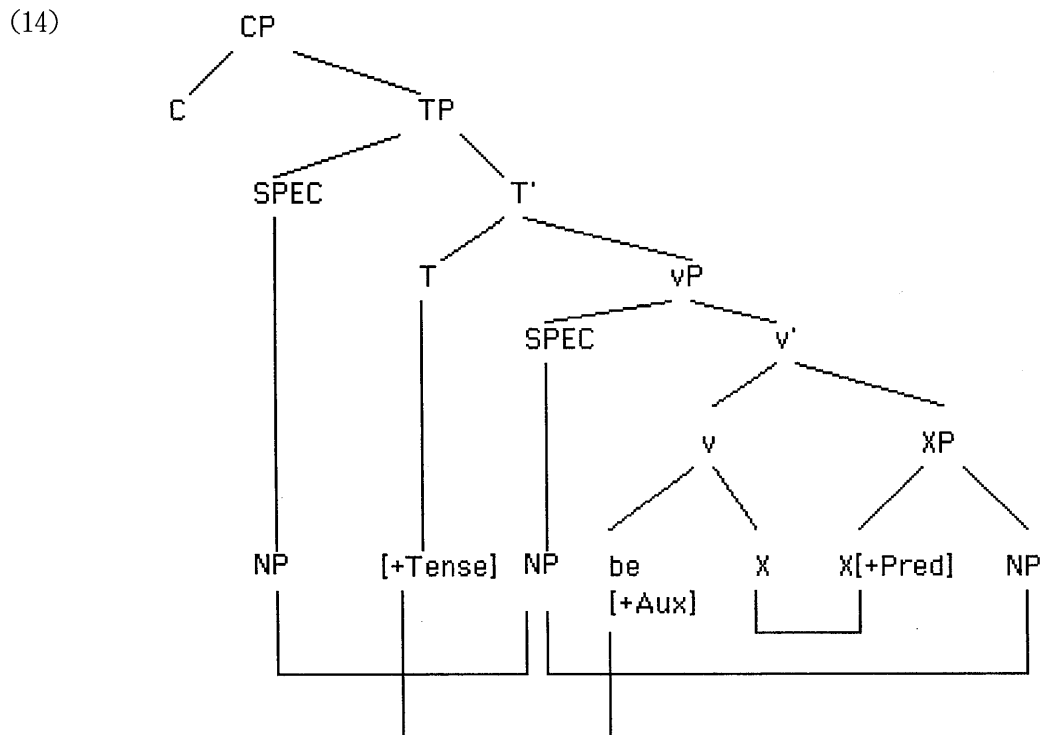 (14)
CP
C TP
SPEC T'
T vP
SPEC v'
v XP
NP [+Tense] NP be X X[+Pred] NP
[+Aux]